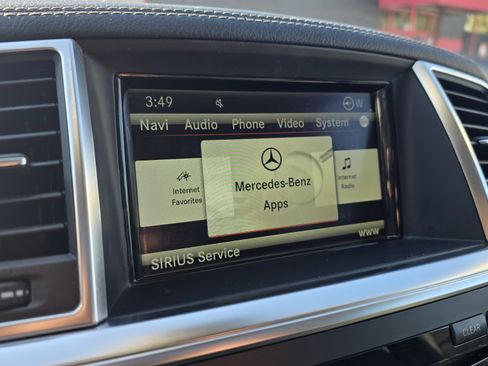 3:49 W
Navi Audio Phone Video System
Internet
Favorites
Mercedes-Benz
Apps
Internet
Radio
SIRIUS Service
WWW
CLEAR